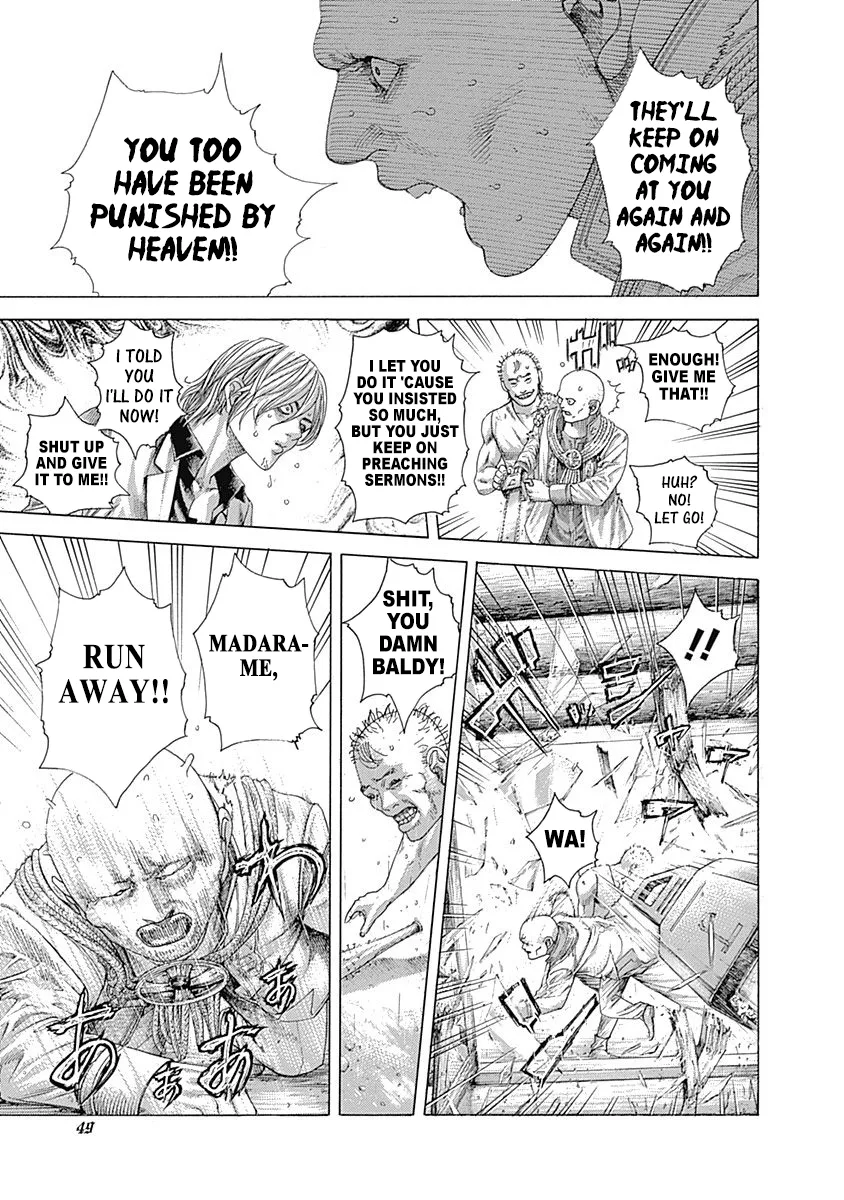 THEY'LL
KEEP ON
COMING
AT YOU
AGAIN AND
AGAIN!!
YOU TOO
HAVE BEEN
PUNISHED BY
HEAVEN!!
ENOUGH!
GIVE ME
THAT!!
HUH?
NO!
LET GO!
I LET YOU
DO IT 'CAUSE
YOU INSISTED
SO MUCH,
BUT YOU JUST
KEEP ON
PREACHING
SERMONS!!
I TOLD
YOU
I'LL DO IT
NOW!
SHUT UP
AND GIVE
IT TO ME!!
!!
WA!
SHIT,
YOU
DAMN
BALDY!
MADARA-
ME,
RUN
AWAY!!
49